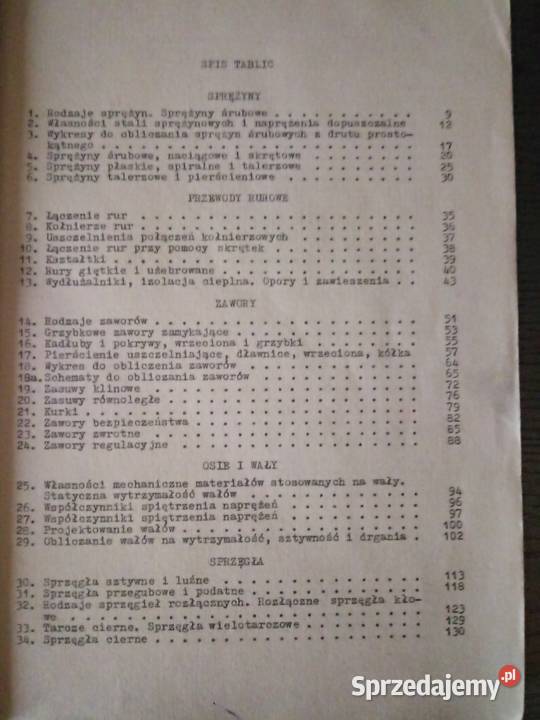 SPIS TABLIC
SPRĘŻYNY
1. Rodzaje sprężyn. Sprężyny śrubowe . . . . . . . . . . . 9
2. Własności stali sprężynowych i naprężenia dopuszczalne 12
3. Wykresy do obliczania sprężyn śrubowych z drutu prosto-
kątnego . . . . . . . . . . . . . . . . . . . . . . . 17
4. Sprężyny śrubowe, naciągowe i skrętowe . . . . . . . . . 20
5. Sprężyny płaskie, spiralne i talerzowe . . . . . . . . . 25
6. Sprężyny talerzowe i pierścieniowe . . . . . . . . . . . 30
PRZEWODY RUROWE
7. Łączenie rur . . . . . . . . . . . . . . . . . . . . . . 35
8. Kołnierze rur . . . . . . . . . . . . . . . . . . . . . 36
9. Uszczelnienia połączeń kołnierzowych . . . . . . . . . . 37
10. Łączenie rur przy pomocy skrętek . . . . . . . . . . . . 38
11. Kształtki . . . . . . . . . . . . . . . . . . . . . . . 39
12. Rury giętkie i użebrowane . . . . . . . . . . . . . . . 40
13. Wydłużalniki, izolacja cieplna. Opory i zawieszenia . . 43
ZAWORY
14. Rodzaje zaworów . . . . . . . . . . . . . . . . . . . . 51
15. Grzybkowe zawory zamykające . . . . . . . . . . . . . . 53
16. Kadłuby i pokrywy, wrzeciona i grzybki . . . . . . . . . 55
17. Pierścienie uszczelniające, dławnice, wrzeciona, kółka 57
18. Wykres do obliczenia zaworów . . . . . . . . . . . . . . 64
18a. Schematy do obliczania zaworów . . . . . . . . . . . . . 65
19. Zasuwy klinowe . . . . . . . . . . . . . . . . . . . . . 72
20. Zasuwy równoległe . . . . . . . . . . . . . . . . . . . 76
21. Kurki . . . . . . . . . . . . . . . . . . . . . . . . . 79
22. Zawory bezpieczeństwa . . . . . . . . . . . . . . . . . 82
23. Zawory zwrotne . . . . . . . . . . . . . . . . . . . . . 85
24. Zawory regulacyjne . . . . . . . . . . . . . . . . . . . 88
OSIE I WAŁY
25. Własności mechaniczne materiałów stosowanych na wały.
Statyczna wytrzymałość wałów . . . . . . . . . . . . . 94
26. Współczynniki spiętrzenia naprężeń . . . . . . . . . . . 96
27. Współczynniki spiętrzenia naprężeń . . . . . . . . . . . 97
28. Projektowanie wałów . . . . . . . . . . . . . . . . . . 100
29. Obliczanie wałów na wytrzymałość, sztywność i drgania . 102
SPRZĘGŁA
30. Sprzęgła sztywne i luźne . . . . . . . . . . . . . . . . 113
31. Sprzęgła przegubowe i podatne . . . . . . . . . . . . . 118
32. Rodzaje sprzęgieł rozłącznych. Rozłączne sprzęgła kło-
we . . . . . . . . . . . . . . . . . . . . . . . . . . 123
33. Tarcze cierne. Sprzęgła wielotarczowe . . . . . . . . . 129
34. Sprzęgła cierne . . . . . . . . . . . . . . . . . . . . 130
Sprzedajemy.pl